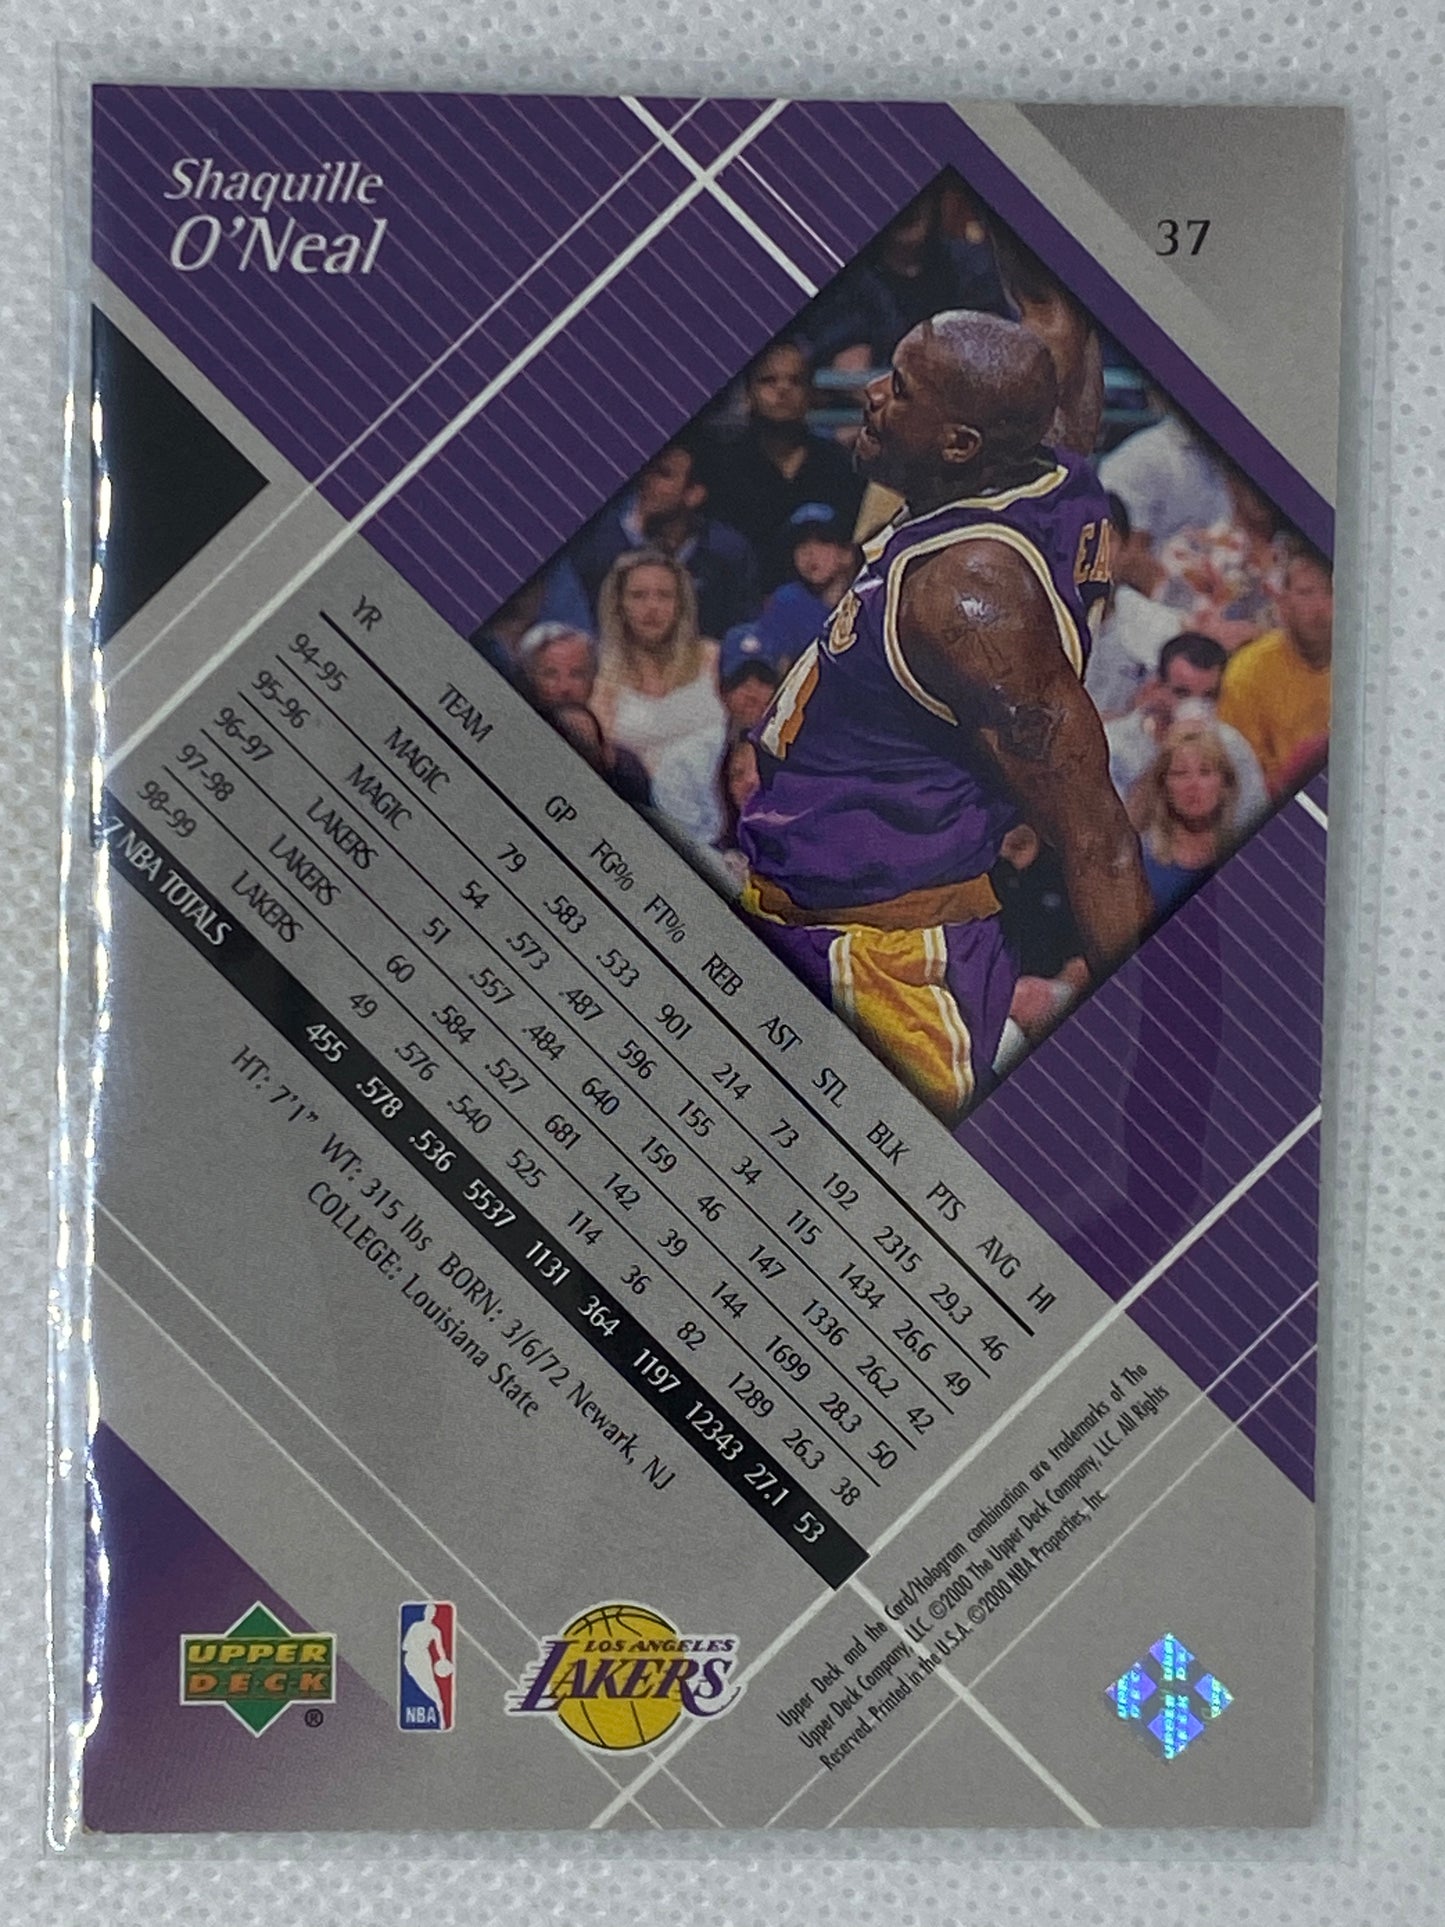 Shaquille
O'Neal
37
YR TEAM GP FG% FT% REB AST STL BLK PTS AVG HI
94-95 MAGIC 79 .583 .533 901 214 73 192 2315 29.3 46
95-96 MAGIC 54 .573 .487 596 155 34 115 1434 26.6 49
96-97 LAKERS 51 .557 .484 640 159 46 147 1336 26.2 42
97-98 LAKERS 60 .584 .527 681 142 39 144 1699 28.3 50
98-99 LAKERS 49 .576 .540 525 114 36 82 1289 26.3 38
7 NBA TOTALS 455 .578 .536 5537 1131 364 1197 12343 27.1 53
HT: 7'1" WT: 315 lbs BORN: 3/6/72 Newark, NJ
COLLEGE: Louisiana State
Upper Deck and the Card/Hologram combination are trademarks of The
Upper Deck Company, LLC. ©2000 The Upper Deck Company, LLC. All Rights
Reserved. Printed in the U.S.A. ©2000 NBA Properties, Inc.
UPPER
DECK
®
NBA
LOS ANGELES
LAKERS